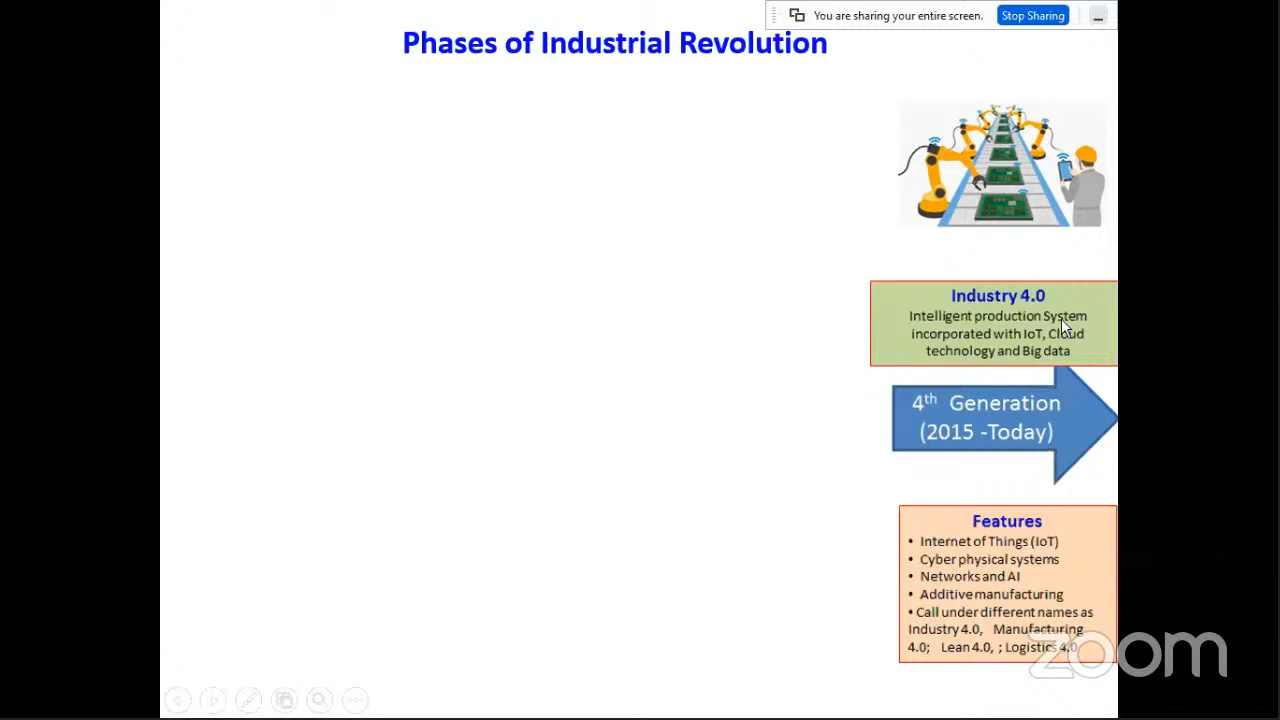 You are sharing your entire screen. Stop Sharing
Phases of Industrial Revolution
Industry 4.0
Intelligent production System
incorporated with IoT, Cloud
technology and Big data
4th Generation
(2015 -Today)
Features
• Internet of Things (IoT)
• Cyber physical systems
• Networks and AI
• Additive manufacturing
• Call under different names as
Industry 4.0, Manufacturing
4.0; Lean 4.0, ; Logistics 4.0
zoom